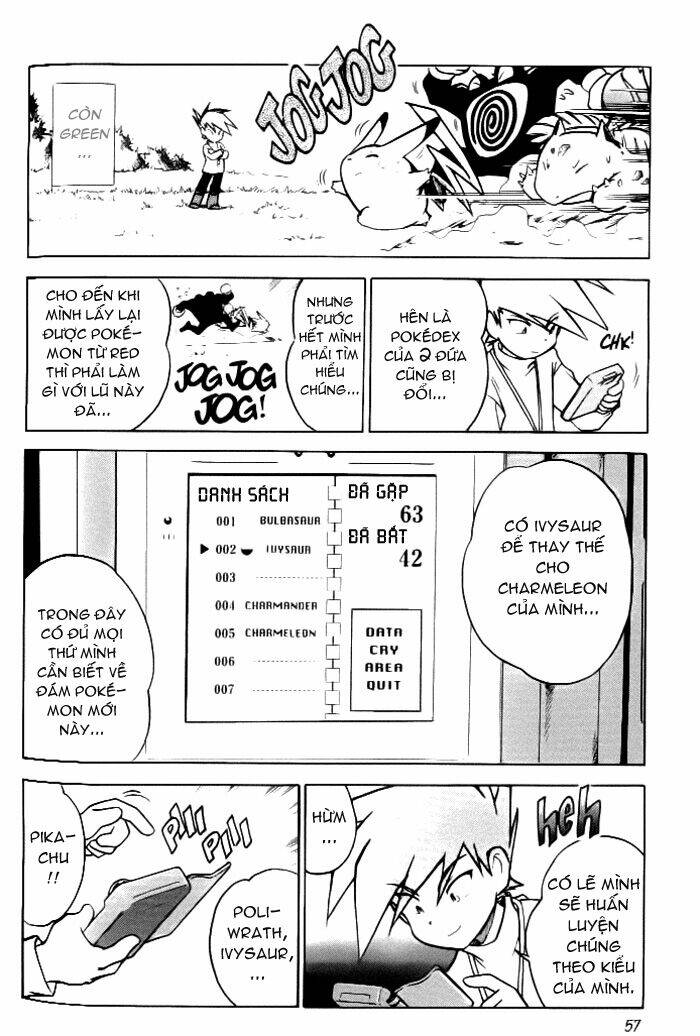 CÒN
GREEN
...
JOG JOG
CHO ĐẾN KHI
MÌNH LẤY LẠI
ĐƯỢC POKÉ-
MON TỪ RED
THÌ PHẢI LÀM
GÌ VỚI LŨ NÀY
ĐÃ...
JOG JOG
JOG!
NHƯNG
TRƯỚC
HẾT MÌNH
PHẢI TÌM
HIỂU
CHÚNG...
HÊN LÀ
POKÉDEX
CỦA 2 ĐỨA
CŨNG BỊ
ĐỔI...
CHK!
CÓ IVYSAUR
ĐỂ THAY THẾ
CHO
CHARMELEON
CỦA MÌNH...
DANH SÁCH
001 BULBASAUR
002 IVYSAUR
003
004 CHARMANDER
005 CHARMELEON
006
007
ĐÃ GẶP
63
ĐÃ BẮT
42
DATA
CRY
AREA
QUIT
TRONG ĐÂY
CÓ ĐỦ MỌI
THỨ MÌNH
CẦN BIẾT VỀ
ĐÁM POKÉ-
MON MỚI
NÀY...
PIKA-
CHU
!!
PIII
PIII
POLI-
WRATH,
IVYSAUR,
...
HỪM
...
heh
CÓ LẼ MÌNH
SẼ HUẤN
LUYỆN
CHÚNG
THEO KIỂU
CỦA MÌNH.
57